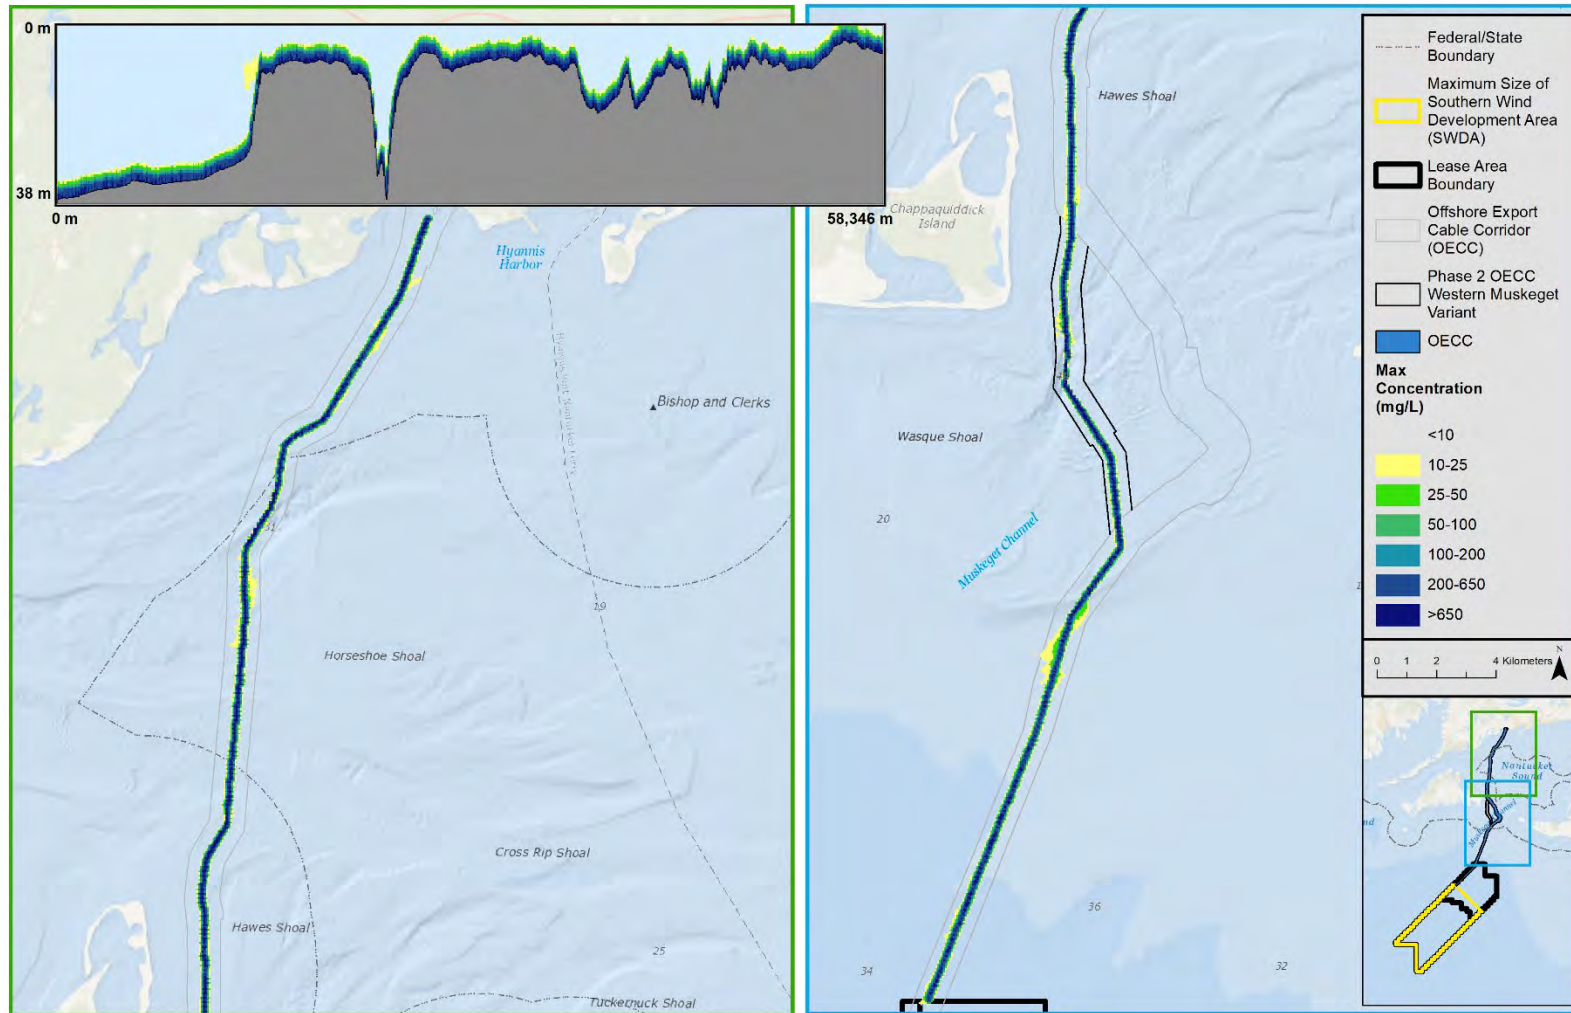 0 m
38 m
0 m
58,346 m
Hyannis
Harbor
Bishop and Clerks
31
19
Horseshoe Shoal
Cross Rip Shoal
Hawes Shoal
25
Tuckernuck Shoal
Hawes Shoal
Chappaquiddick
Island
Wasque Shoal
20
Muskeget Channel
36
34
32
Federal/State
Boundary
Maximum Size of
Southern Wind
Development Area
(SWDA)
Lease Area
Boundary
Offshore Export
Cable Corridor
(OECC)
Phase 2 OECC
Western Muskeget
Variant
OECC
Max
Concentration
(mg/L)
<10
10-25
25-50
50-100
100-200
200-650
>650
N
0 1 2 4 Kilometers
Nantucket
Sound